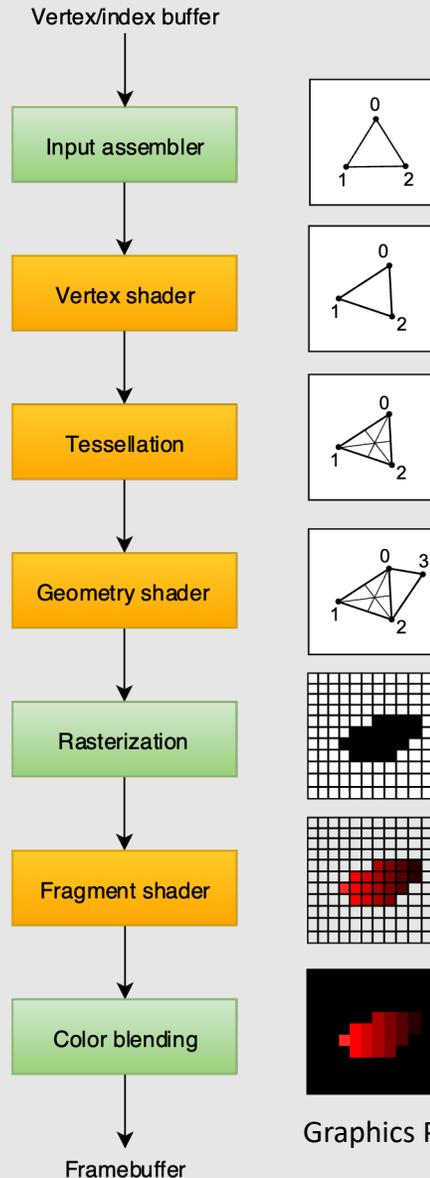 Vertex/index buffer
Input assembler
0
1
2
Vertex shader
0
1
2
Tessellation
0
1
2
Geometry shader
0
3
1
2
Rasterization
Fragment shader
Color blending
Graphics
Framebuffer